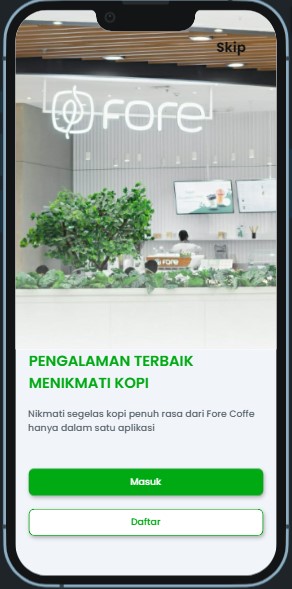 Skip
FORE
fore
PENGALAMAN TERBAIK
MENIKMATI KOPI
Nikmati segelas kopi penuh rasa dari Fore Coffe
hanya dalam satu aplikasi
Masuk
Daftar